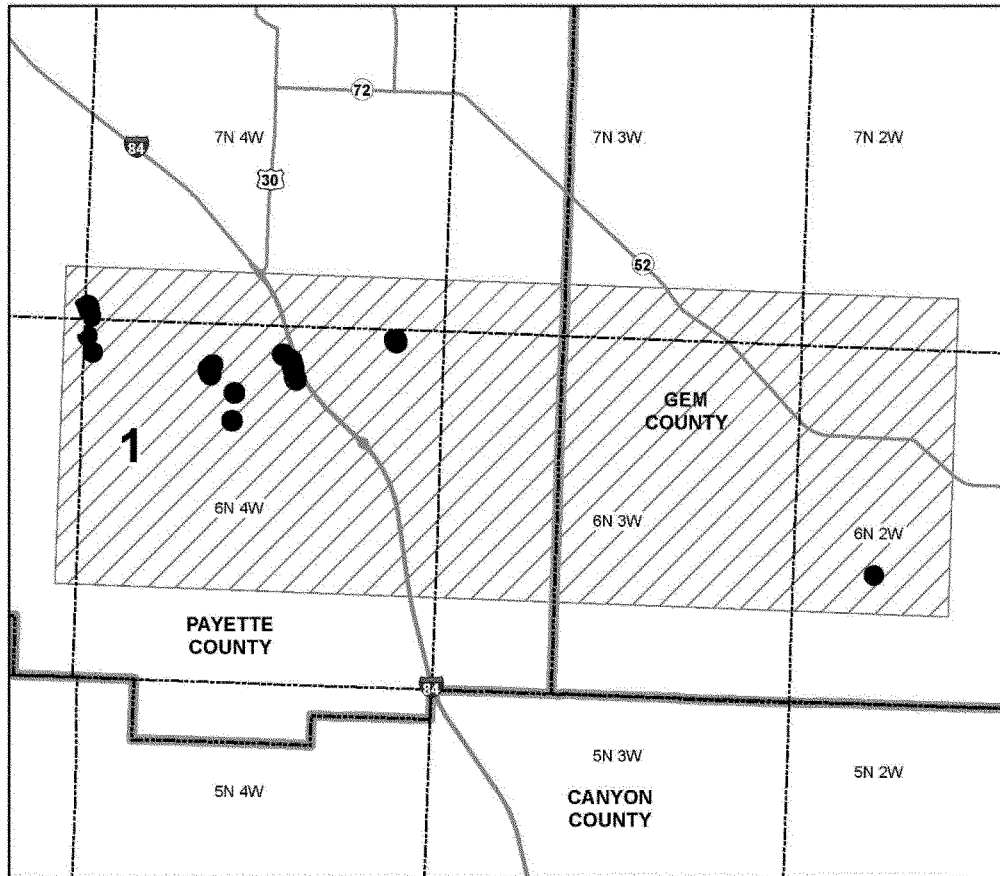 72
84
7N 4W
7N 3W
7N 2W
30
52
GEM
COUNTY
1
6N 4W
6N 3W
6N 2W
PAYETTE
COUNTY
84
5N 3W
5N 4W
5N 2W
CANYON
COUNTY